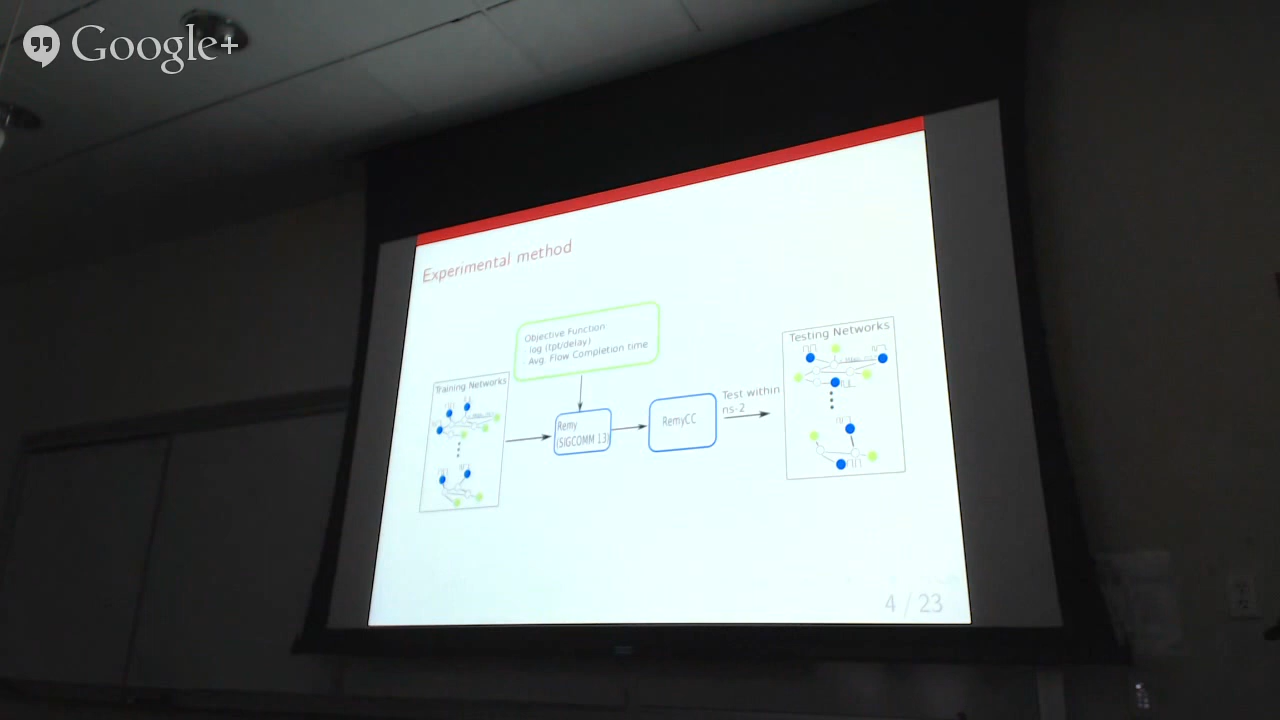 Google+
Experimental method
Objective Function
log (tpt/delay)
Avg. Flow Completion time
Training Networks
Remy
(SIGCOMM 13)
RemyCC
Test within
ns-2
Testing Networks
4 / 23